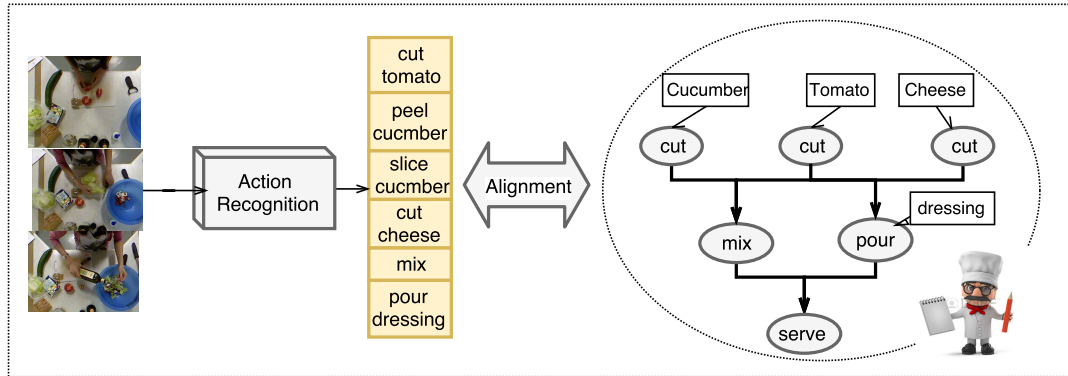 Action
Recognition
cut
tomato
peel
cucmber
slice
cucmber
cut
cheese
mix
pour
dressing
Alignment
Cucumber
Tomato
Cheese
cut
cut
cut
dressing
mix
pour
serve